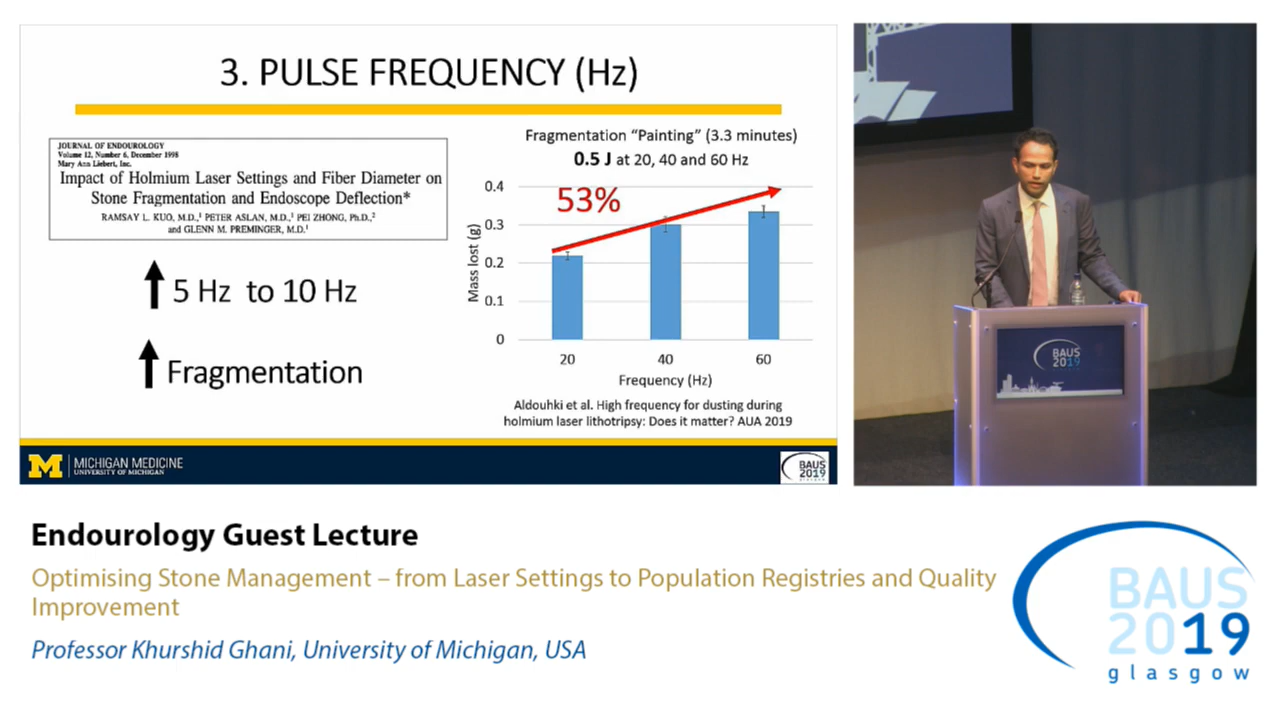 3. PULSE FREQUENCY (Hz)
JOURNAL OF ENDOUROLOGY
Volume 12, Number 6, December 1998
Mary Ann Liebert, Inc.
Impact of Holmium Laser Settings and Fiber Diameter on
Stone Fragmentation and Endoscope Deflection*
RAMSAY L. KUO, M.D.,¹ PETER ASLAN, M.D.,¹ PEI ZHONG, Ph.D.,²
and GLENN M. PREMINGER, M.D.¹
5 Hz to 10 Hz
Fragmentation
Fragmentation “Painting” (3.3 minutes)
0.5 J at 20, 40 and 60 Hz
53%
Mass lost (g)
0.4
0.3
0.2
0.1
0
20 40 60
Frequency (Hz)
Aldouhki et al. High frequency for dusting during
holmium laser lithotripsy: Does it matter? AUA 2019
M MICHIGAN MEDICINE
UNIVERSITY OF MICHIGAN
BAUS
2019
BAUS
2019
Endourology Guest Lecture
Optimising Stone Management – from Laser Settings to Population Registries and Quality
Improvement
Professor Khurshid Ghani, University of Michigan, USA
BAUS
2019
glasgow